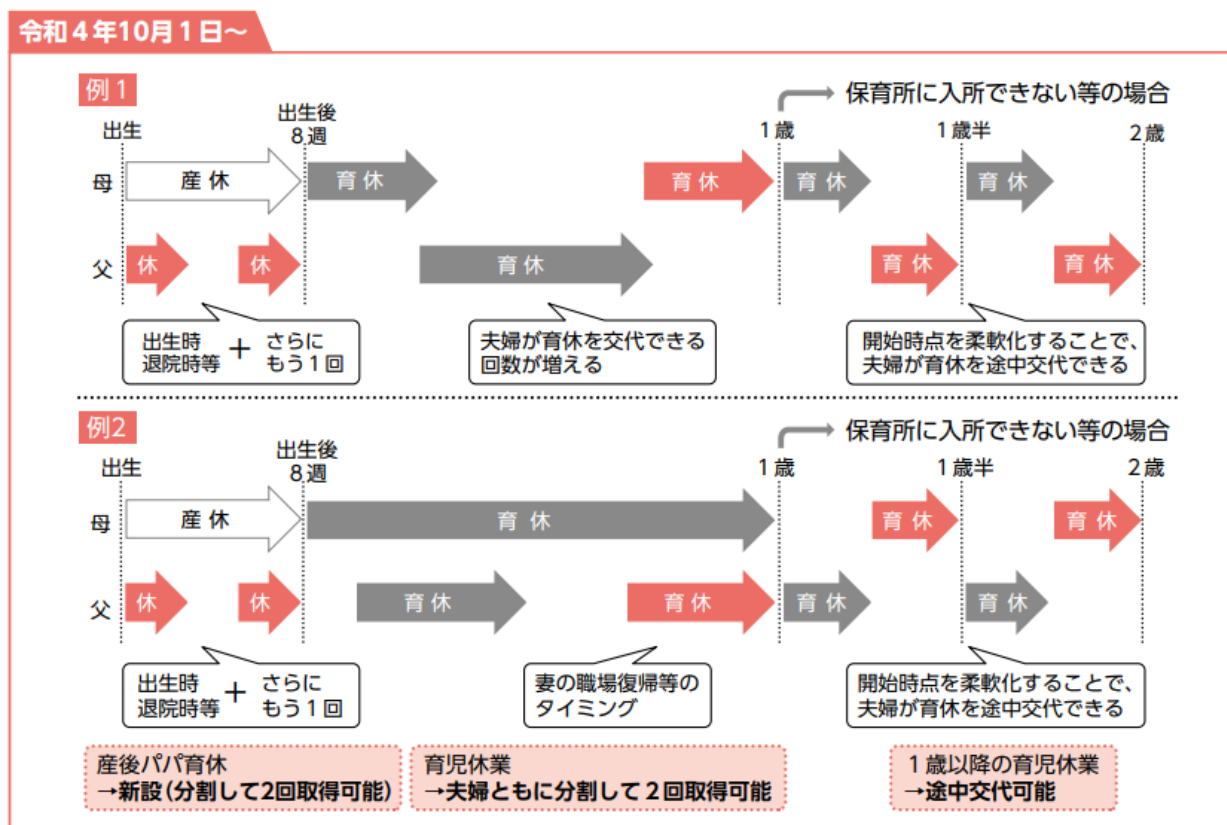 令和４年10月１日～
例１
保育所に入所できない等の場合
出生
出生後
８週
１歳
１歳半
２歳
母
産休
育休
育休
育休
育休
父
休
休
育休
育休
育休
出生時
退院時等
＋
さらに
もう１回
夫婦が育休を交代できる
回数が増える
開始時点を柔軟化することで、
夫婦が育休を途中交代できる
例2
保育所に入所できない等の場合
出生
出生後
８週
１歳
１歳半
２歳
母
産休
育休
育休
育休
父
休
休
育休
育休
育休
育休
出生時
退院時等
＋
さらに
もう１回
妻の職場復帰等の
タイミング
開始時点を柔軟化することで、
夫婦が育休を途中交代できる
産後パパ育休
→新設（分割して2回取得可能）
育児休業
→夫婦ともに分割して２回取得可能
１歳以降の育児休業
→途中交代可能